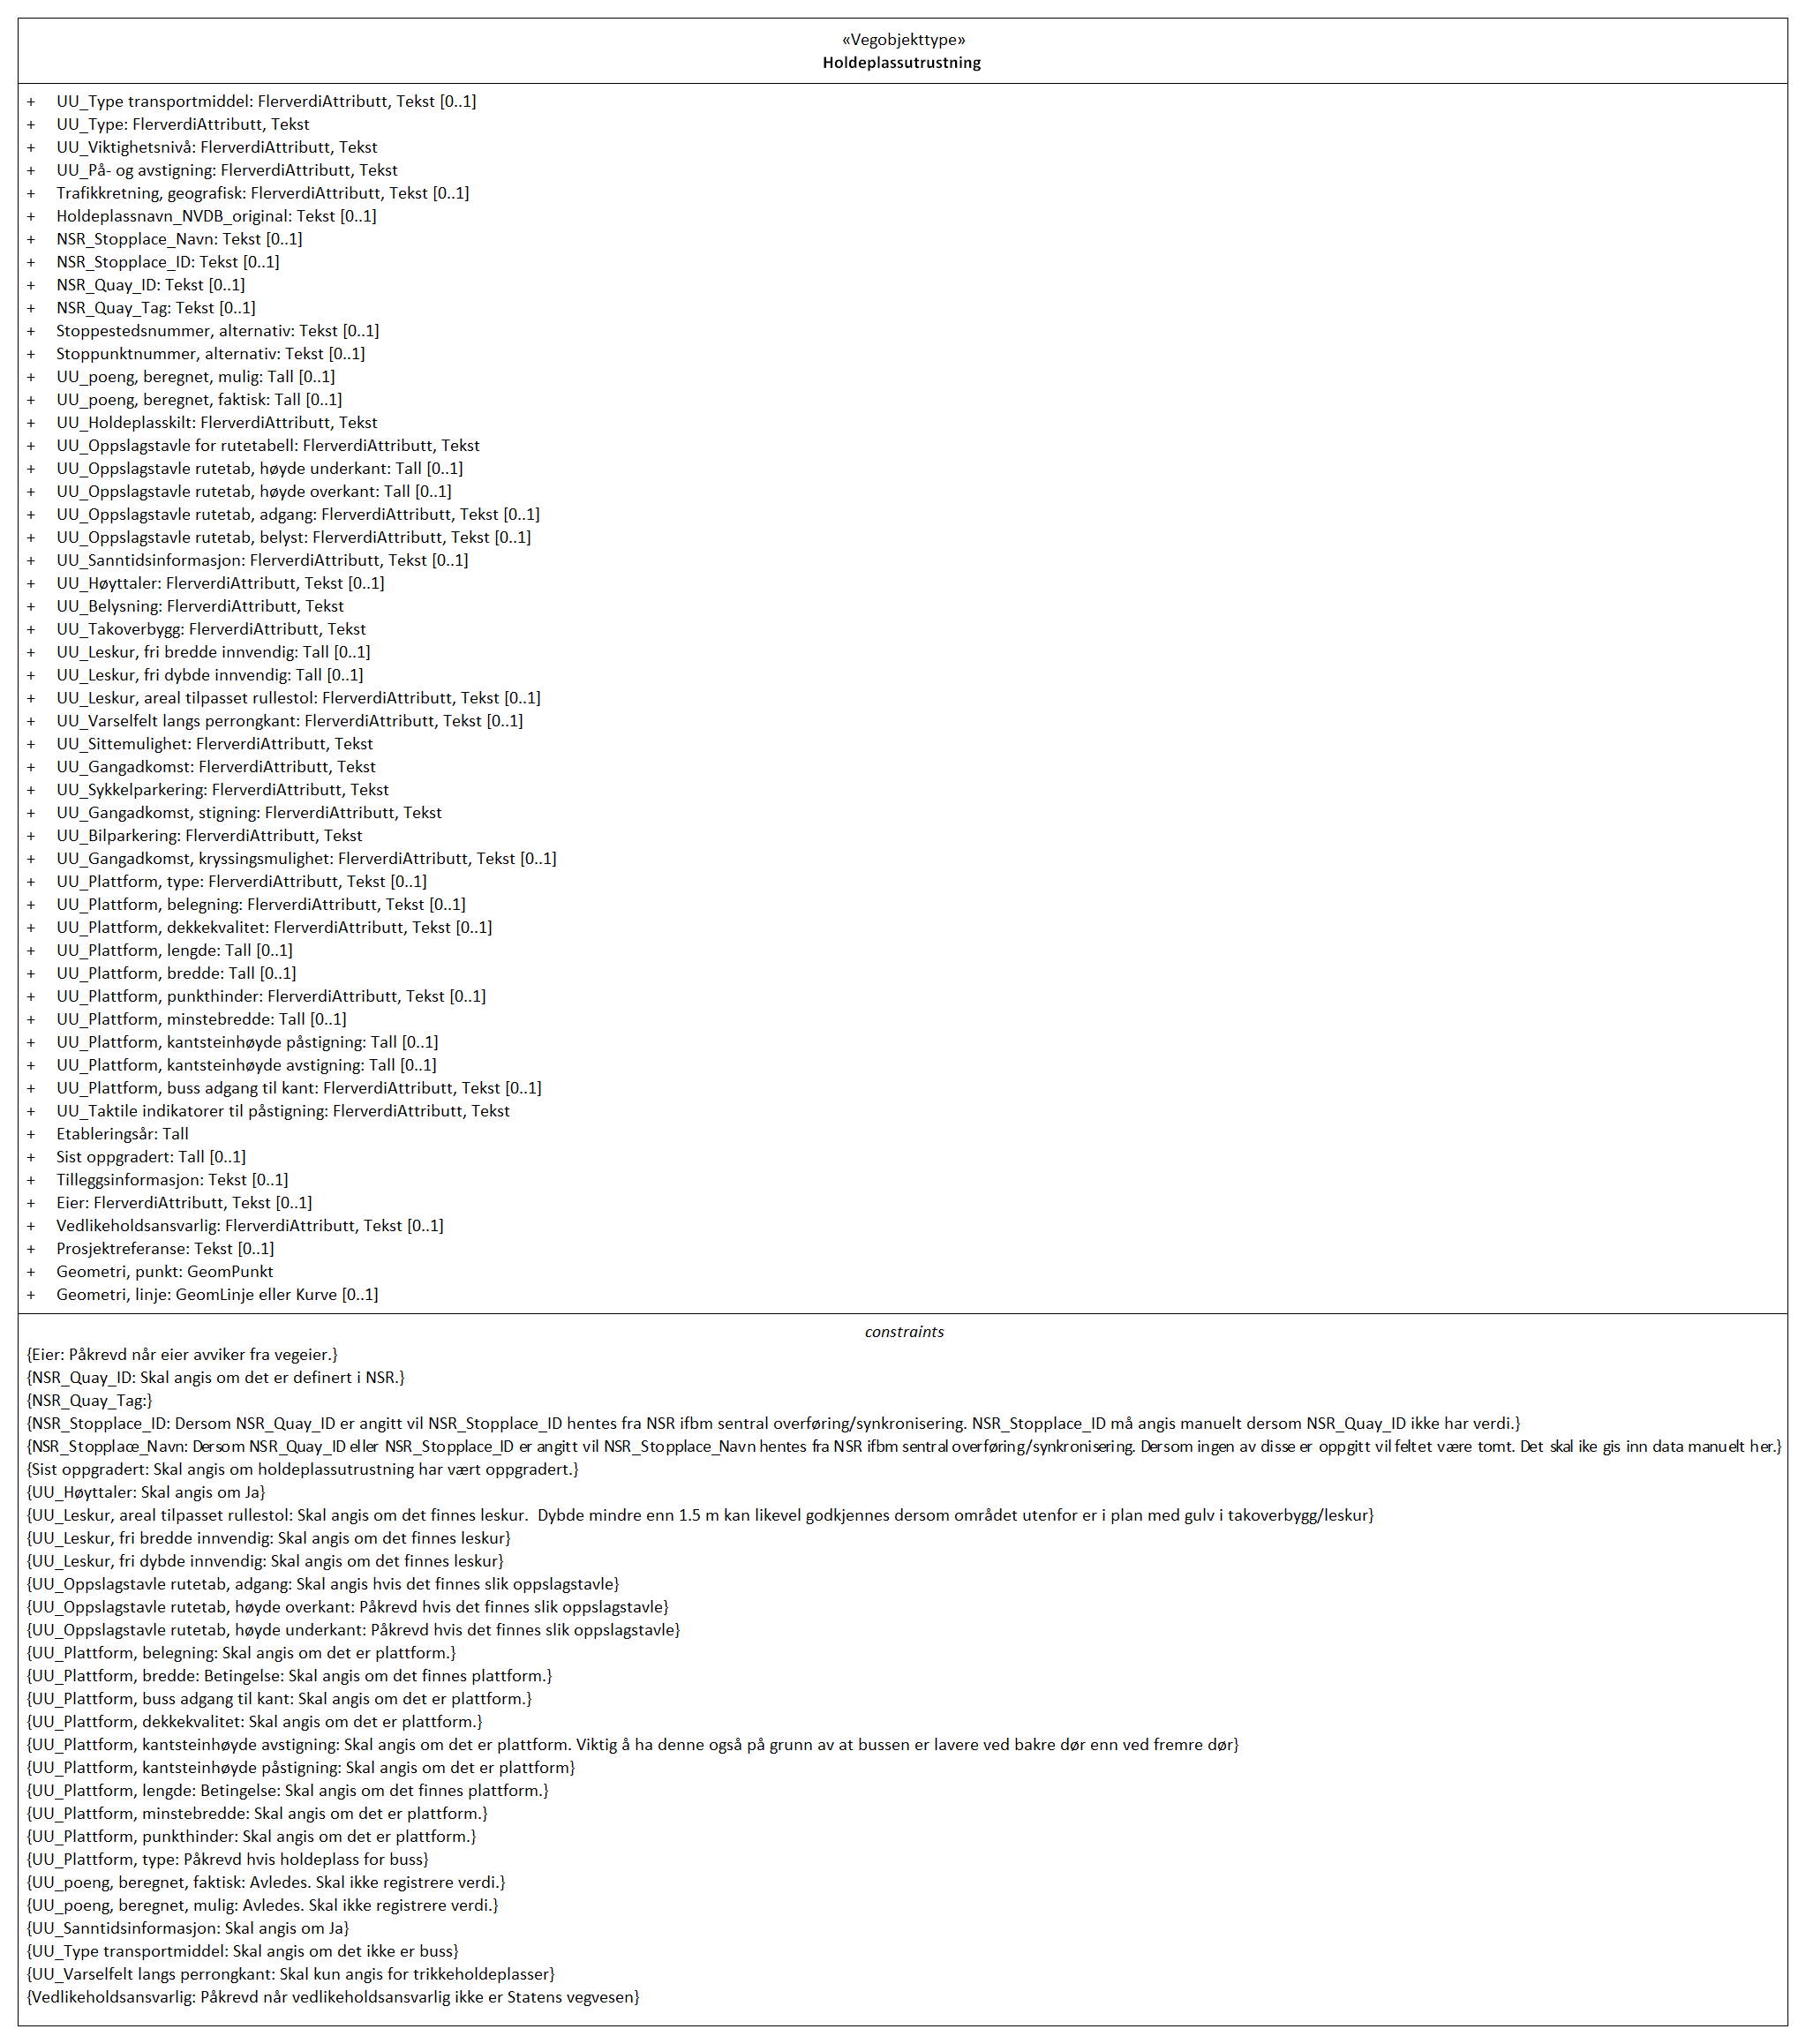 «Vegobjekttype»
Holdeplassutrustning
+ UU_Type transportmiddel: FlerverdiAttributt, Tekst [0..1]
+ UU_Type: FlerverdiAttributt, Tekst
+ UU_Viktighetsnivå: FlerverdiAttributt, Tekst
+ UU_På- og avstigning: FlerverdiAttributt, Tekst
+ Trafikkretning, geografisk: FlerverdiAttributt, Tekst [0..1]
+ Holdeplassnavn_NVDB_original: Tekst [0..1]
+ NSR_Stopplace_Navn: Tekst [0..1]
+ NSR_Stopplace_ID: Tekst [0..1]
+ NSR_Quay_ID: Tekst [0..1]
+ NSR_Quay_Tag: Tekst [0..1]
+ Stoppestedsnummer, alternativ: Tekst [0..1]
+ Stoppunktnummer, alternativ: Tekst [0..1]
+ UU_poeng, beregnet, mulig: Tall [0..1]
+ UU_poeng, beregnet, faktisk: Tall [0..1]
+ UU_Holdeplasskilt: FlerverdiAttributt, Tekst
+ UU_Oppslagstavle for rutetabell: FlerverdiAttributt, Tekst
+ UU_Oppslagstavle rutetab, høyde underkant: Tall [0..1]
+ UU_Oppslagstavle rutetab, høyde overkant: Tall [0..1]
+ UU_Oppslagstavle rutetab, adgang: FlerverdiAttributt, Tekst [0..1]
+ UU_Oppslagstavle rutetab, belyst: FlerverdiAttributt, Tekst [0..1]
+ UU_Sanntidsinformasjon: FlerverdiAttributt, Tekst [0..1]
+ UU_Høyttaler: FlerverdiAttributt, Tekst [0..1]
+ UU_Belysning: FlerverdiAttributt, Tekst
+ UU_Takoverbygg: FlerverdiAttributt, Tekst
+ UU_Leskur, fri bredde innvendig: Tall [0..1]
+ UU_Leskur, fri dybde innvendig: Tall [0..1]
+ UU_Leskur, areal tilpasset rullestol: FlerverdiAttributt, Tekst [0..1]
+ UU_Varselfelt langs perrongkant: FlerverdiAttributt, Tekst [0..1]
+ UU_Sittemulighet: FlerverdiAttributt, Tekst
+ UU_Gangadkomst: FlerverdiAttributt, Tekst
+ UU_Sykkelparkering: FlerverdiAttributt, Tekst
+ UU_Gangadkomst, stigning: FlerverdiAttributt, Tekst
+ UU_Bilparkering: FlerverdiAttributt, Tekst
+ UU_Gangadkomst, kryssingsmulighet: FlerverdiAttributt, Tekst [0..1]
+ UU_Plattform, type: FlerverdiAttributt, Tekst [0..1]
+ UU_Plattform, belegning: FlerverdiAttributt, Tekst [0..1]
+ UU_Plattform, dekkekvalitet: FlerverdiAttributt, Tekst [0..1]
+ UU_Plattform, lengde: Tall [0..1]
+ UU_Plattform, bredde: Tall [0..1]
+ UU_Plattform, punkthinder: FlerverdiAttributt, Tekst [0..1]
+ UU_Plattform, minstebredde: Tall [0..1]
+ UU_Plattform, kantsteinhøyde påstigning: Tall [0..1]
+ UU_Plattform, kantsteinhøyde avstigning: Tall [0..1]
+ UU_Plattform, buss adgang til kant: FlerverdiAttributt, Tekst [0..1]
+ UU_Taktile indikatorer til påstigning: FlerverdiAttributt, Tekst
+ Etableringsår: Tall
+ Sist oppgradert: Tall [0..1]
+ Tilleggsinformasjon: Tekst [0..1]
+ Eier: FlerverdiAttributt, Tekst [0..1]
+ Vedlikeholdsansvarlig: FlerverdiAttributt, Tekst [0..1]
+ Prosjektreferanse: Tekst [0..1]
+ Geometri, punkt: GeomPunkt
+ Geometri, linje: GeomLinje eller Kurve [0..1]
constraints
{Eier: Påkrevd når eier avviker fra vegeier.}
{NSR_Quay_ID: Skal angis om det er definert i NSR.}
{NSR_Quay_Tag:}
{NSR_Stopplace_ID: Dersom NSR_Quay_ID er angitt vil NSR_Stopplace_ID hentes fra NSR ifbm sentral overføring/synkronisering. NSR_Stopplace_ID må angis manuelt dersom NSR_Quay_ID ikke har verdi.}
{NSR_Stopplace_Navn: Dersom NSR_Quay_ID eller NSR_Stopplace_ID er angitt vil NSR_Stopplace_Navn hentes fra NSR ifbm sentral overføring/synkronisering. Dersom ingen av disse er oppgitt vil feltet være tomt. Det skal ike gis inn data manuelt her.}
{Sist oppgradert: Skal angis om holdeplassutrustning har vært oppgradert.}
{UU_Høyttaler: Skal angis om Ja}
{UU_Leskur, areal tilpasset rullestol: Skal angis om det finnes leskur.  Dybde mindre enn 1.5 m kan likevel godkjennes dersom området utenfor er i plan med gulv i takoverbygg/leskur}
{UU_Leskur, fri bredde innvendig: Skal angis om det finnes leskur}
{UU_Leskur, fri dybde innvendig: Skal angis om det finnes leskur}
{UU_Oppslagstavle rutetab, adgang: Skal angis hvis det finnes slik oppslagstavle}
{UU_Oppslagstavle rutetab, høyde overkant: Påkrevd hvis det finnes slik oppslagstavle}
{UU_Oppslagstavle rutetab, høyde underkant: Påkrevd hvis det finnes slik oppslagstavle}
{UU_Plattform, belegning: Skal angis om det er plattform.}
{UU_Plattform, bredde: Betingelse: Skal angis om det finnes plattform.}
{UU_Plattform, buss adgang til kant: Skal angis om det er plattform.}
{UU_Plattform, dekkekvalitet: Skal angis om det er plattform.}
{UU_Plattform, kantsteinhøyde avstigning: Skal angis om det er plattform. Viktig å ha denne også på grunn av at bussen er lavere ved bakre dør enn ved fremre dør}
{UU_Plattform, kantsteinhøyde påstigning: Skal angis om det er plattform}
{UU_Plattform, lengde: Betingelse: Skal angis om det finnes plattform.}
{UU_Plattform, minstebredde: Skal angis om det er plattform.}
{UU_Plattform, punkthinder: Skal angis om det er plattform.}
{UU_Plattform, type: Påkrevd hvis holdeplass for buss}
{UU_poeng, beregnet, faktisk: Avledes. Skal ikke registrere verdi.}
{UU_poeng, beregnet, mulig: Avledes. Skal ikke registrere verdi.}
{UU_Sanntidsinformasjon: Skal angis om Ja}
{UU_Type transportmiddel: Skal angis om det ikke er buss}
{UU_Varselfelt langs perrongkant: Skal kun angis for trikkeholdeplasser}
{Vedlikeholdsansvarlig: Påkrevd når vedlikeholdsansvarlig ikke er Statens vegvesen}